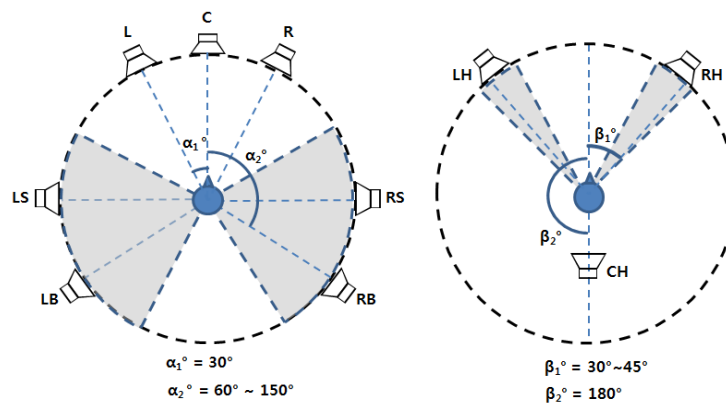 L
C
R
α₁°
α₂°
LS
RS
LB
RB
α₁° = 30°
α₂° = 60° ~ 150°
LH
RH
β₁°
β₂°
CH
β₁° = 30°~45°
β₂° = 180°